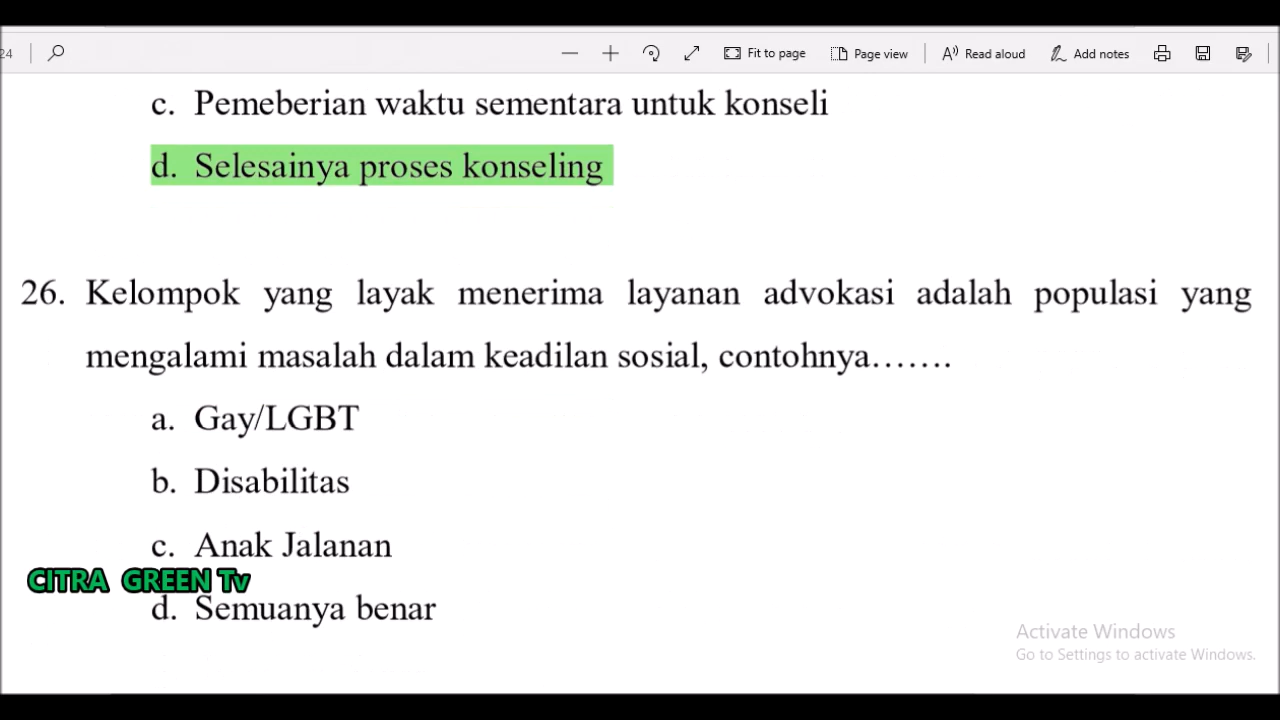 24
Fit to page
Page view
Read aloud
Add notes
c. Pemeberian waktu sementara untuk konseli
d. Selesainya proses konseling
26. Kelompok yang layak menerima layanan advokasi adalah populasi yang
mengalami masalah dalam keadilan sosial, contohnya…….
a. Gay/LGBT
b. Disabilitas
c. Anak Jalanan
CITRA GREEN Tv
d. Semuanya benar
Activate Windows
Go to Settings to activate Windows.